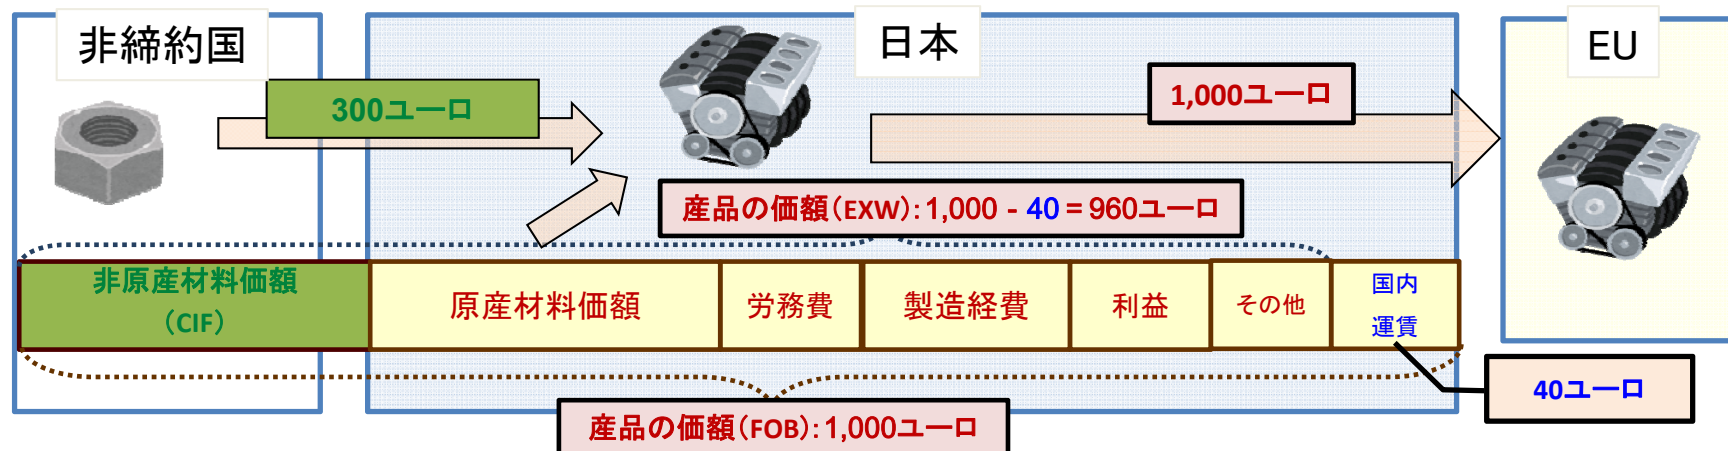 非締約国
日本
EU
300ユーロ
1,000ユーロ
産品の価額(EXW):1,000 - 40 = 960ユーロ
非原産材料価額
(CIF)
原産材料価額
労務費
製造経費
利益
その他
国内
運賃
40ユーロ
産品の価額(FOB):1,000ユーロ